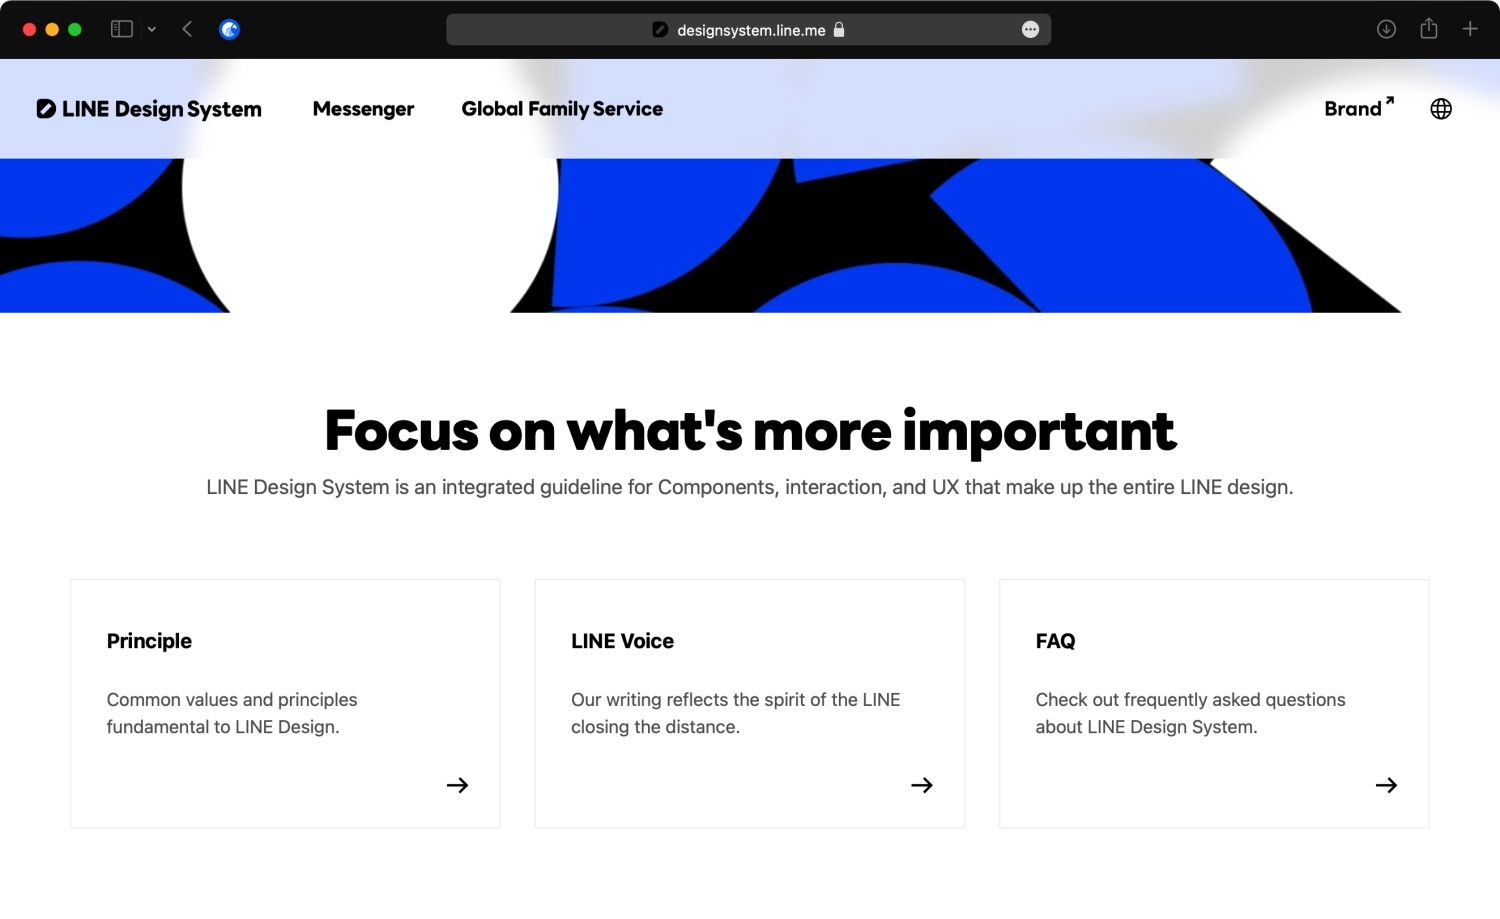 designsystem.line.me
LINE Design System
Messenger
Global Family Service
Brand
Focus on what's more important
LINE Design System is an integrated guideline for Components, interaction, and UX that make up the entire LINE design.
Principle
Common values and principles
fundamental to LINE Design.
LINE Voice
Our writing reflects the spirit of the LINE
closing the distance.
FAQ
Check out frequently asked questions
about LINE Design System.